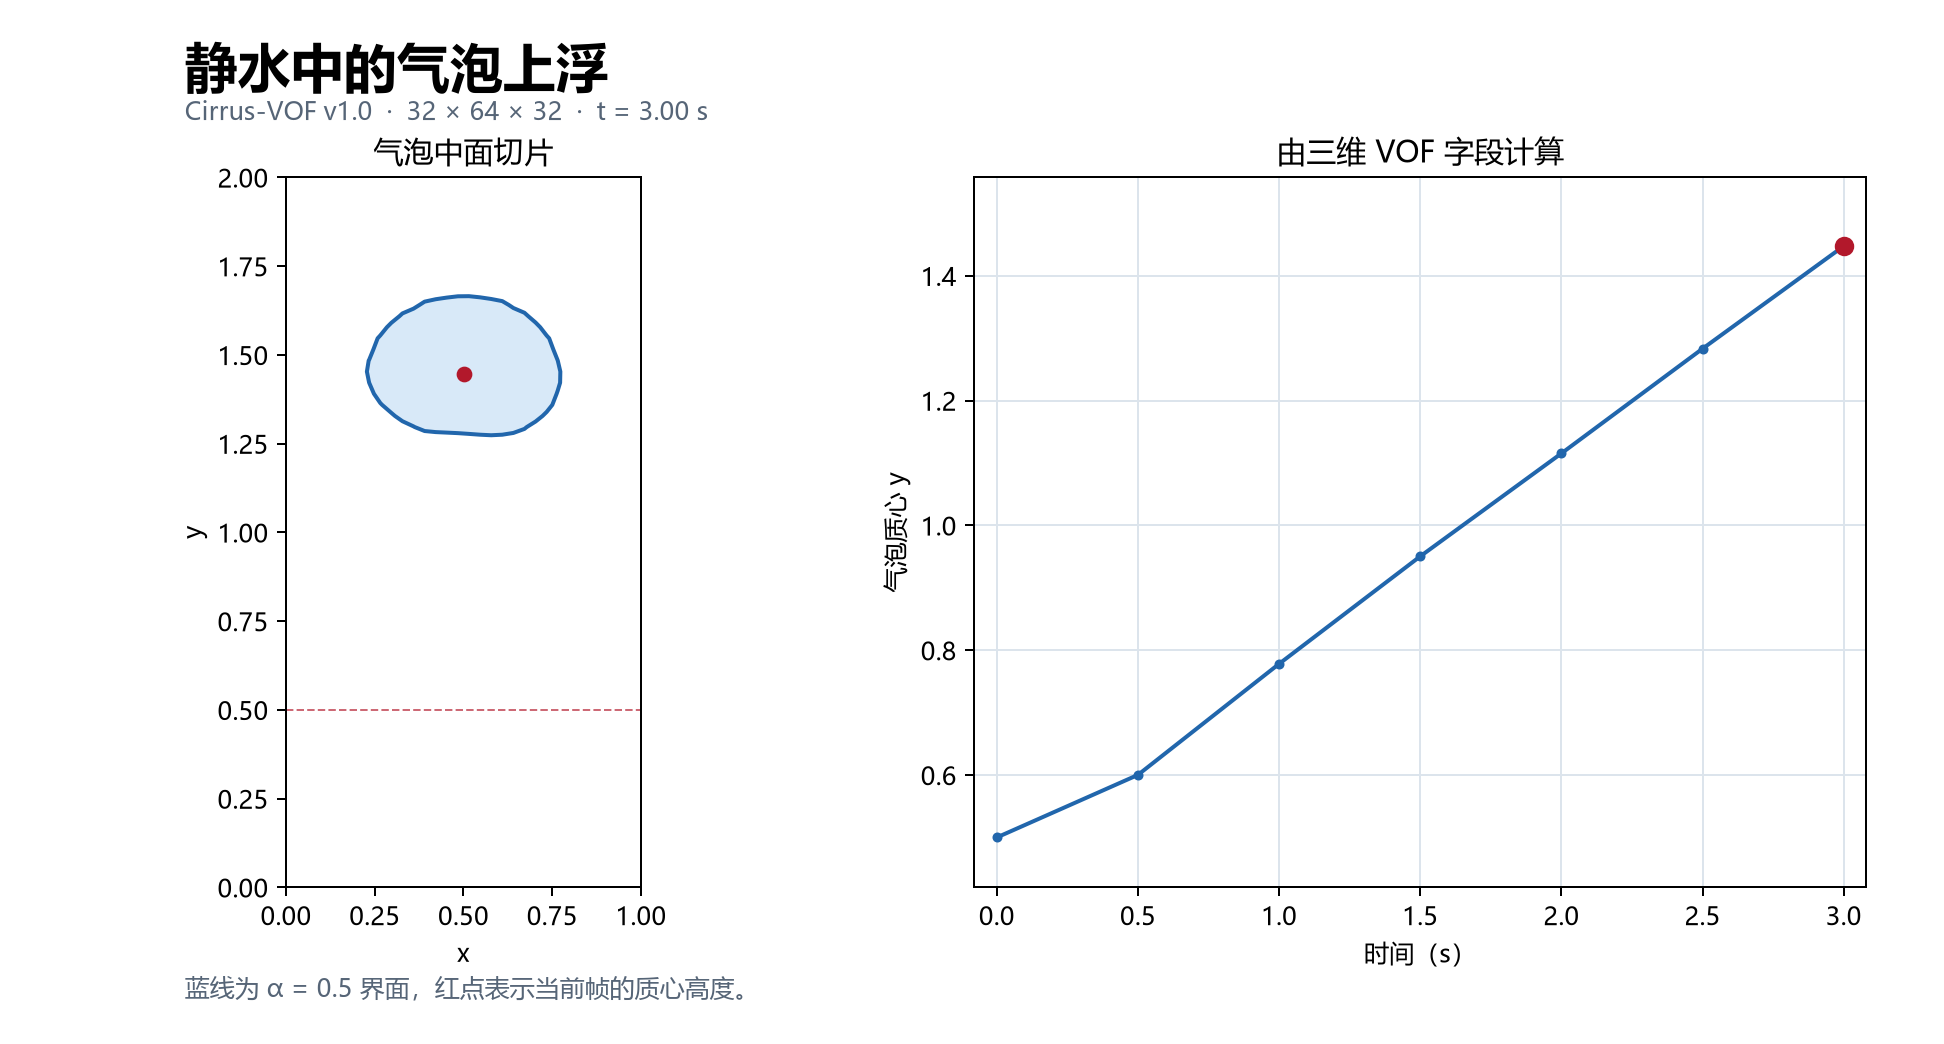 静水中的气泡上浮
Cirrus-VOF v1.0 · 32 × 64 × 32 · t = 3.00 s
气泡中面切片
2.00
1.75
1.50
1.25
1.00
0.75
0.50
0.25
0.00
y
0.00 0.25 0.50 0.75 1.00
x
由三维 VOF 字段计算
1.4
1.2
1.0
0.8
0.6
气泡质心 y
0.0 0.5 1.0 1.5 2.0 2.5 3.0
时间（s）
蓝线为 α = 0.5 界面，红点表示当前帧的质心高度。